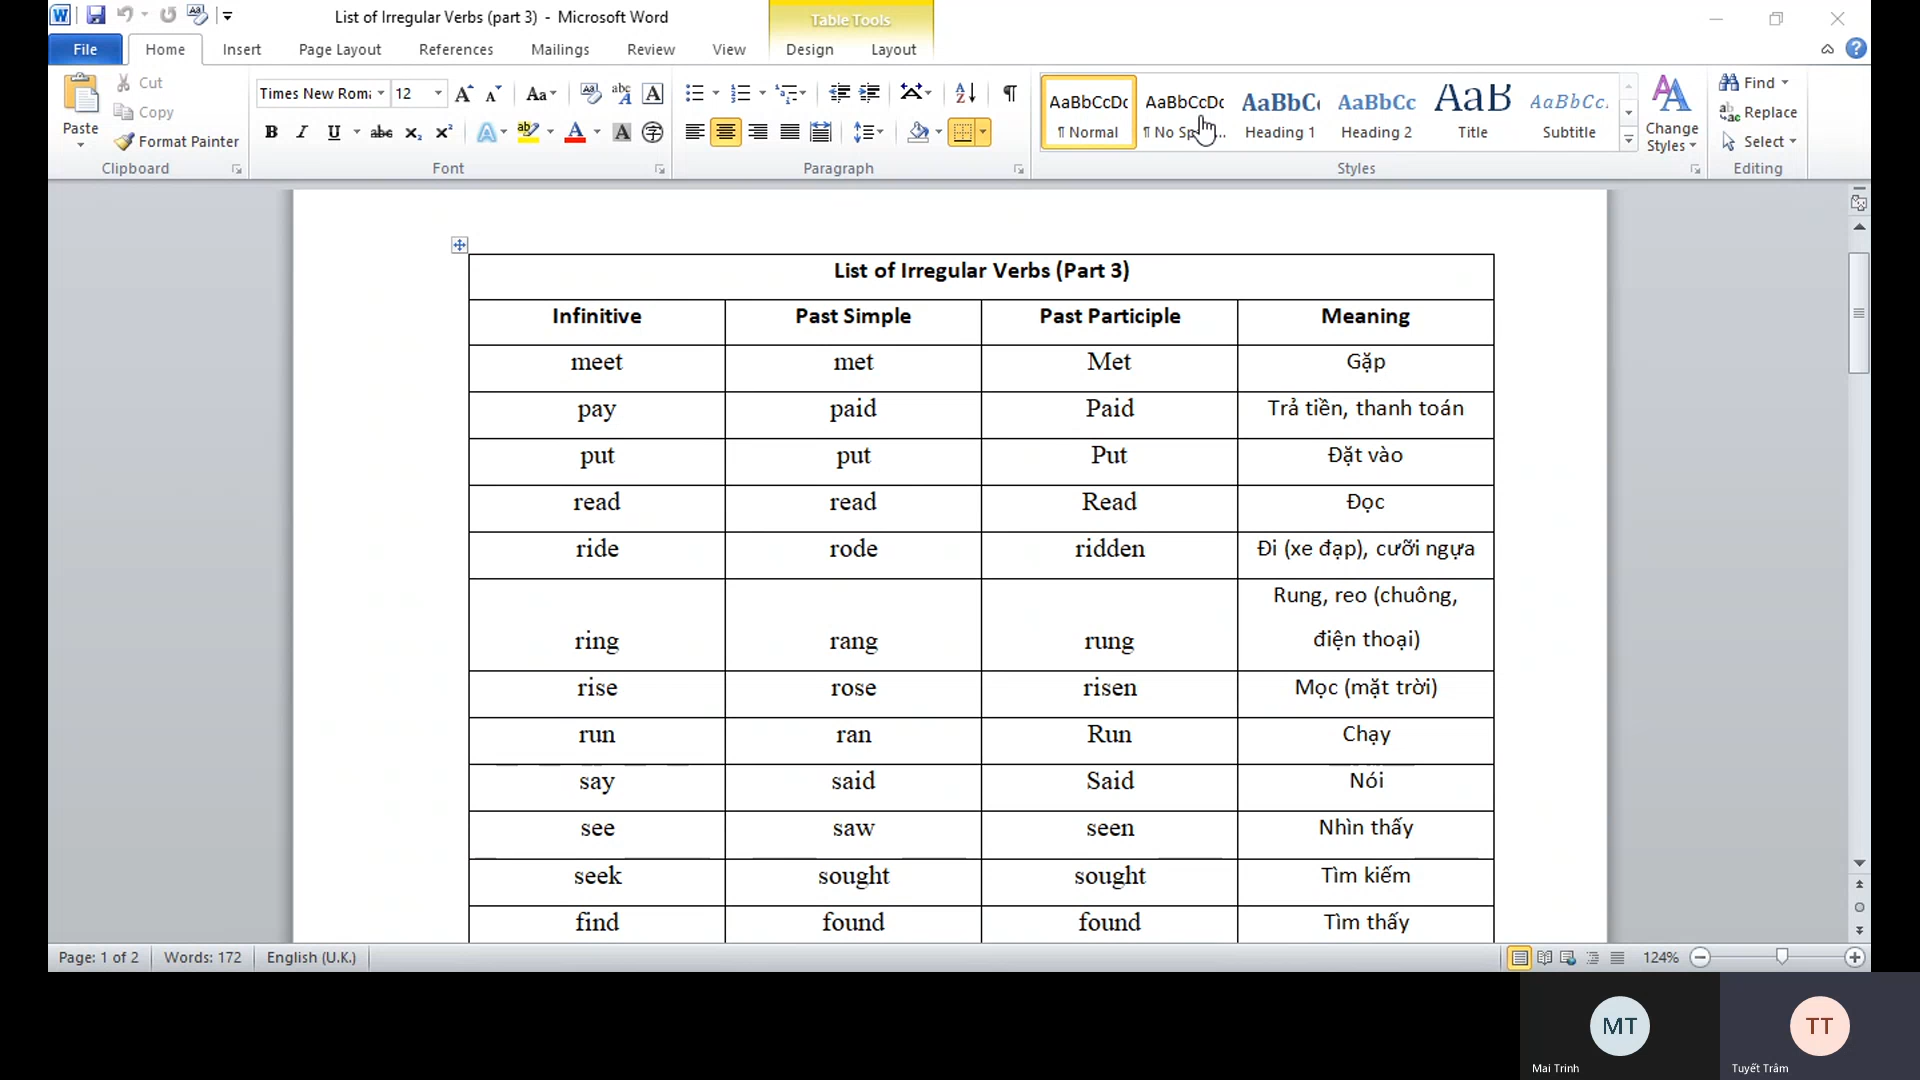 List of Irregular Verbs (part 3) - Microsoft Word
Table Tools
File Home Insert Page Layout References Mailings Review View Design Layout
Paste
Cut
Copy
Format Painter
Clipboard
Times New Roma 12
Font
Paragraph
AaBbCcDc AaBbCcDc AaBbC AaBbCc AaB AaBbCc.
¶ Normal ¶ No Sp... Heading 1 Heading 2 Title Subtitle
Change Styles
Styles
Find
Replace
Select
Editing
List of Irregular Verbs (Part 3)
Infinitive Past Simple Past Participle Meaning
meet met Met Gặp
pay paid Paid Trả tiền, thanh toán
put put Put Đặt vào
read read Read Đọc
ride rode ridden Đi (xe đạp), cưỡi ngựa
ring rang rung Rung, reo (chuông,
điện thoại)
rise rose risen Mọc (mặt trời)
run ran Run Chạy
say said Said Nói
see saw seen Nhìn thấy
seek sought sought Tìm kiếm
find found found Tìm thấy
Page: 1 of 2 Words: 172 English (U.K.) 124%
MT TT
Mai Trinh Tuyết Trâm